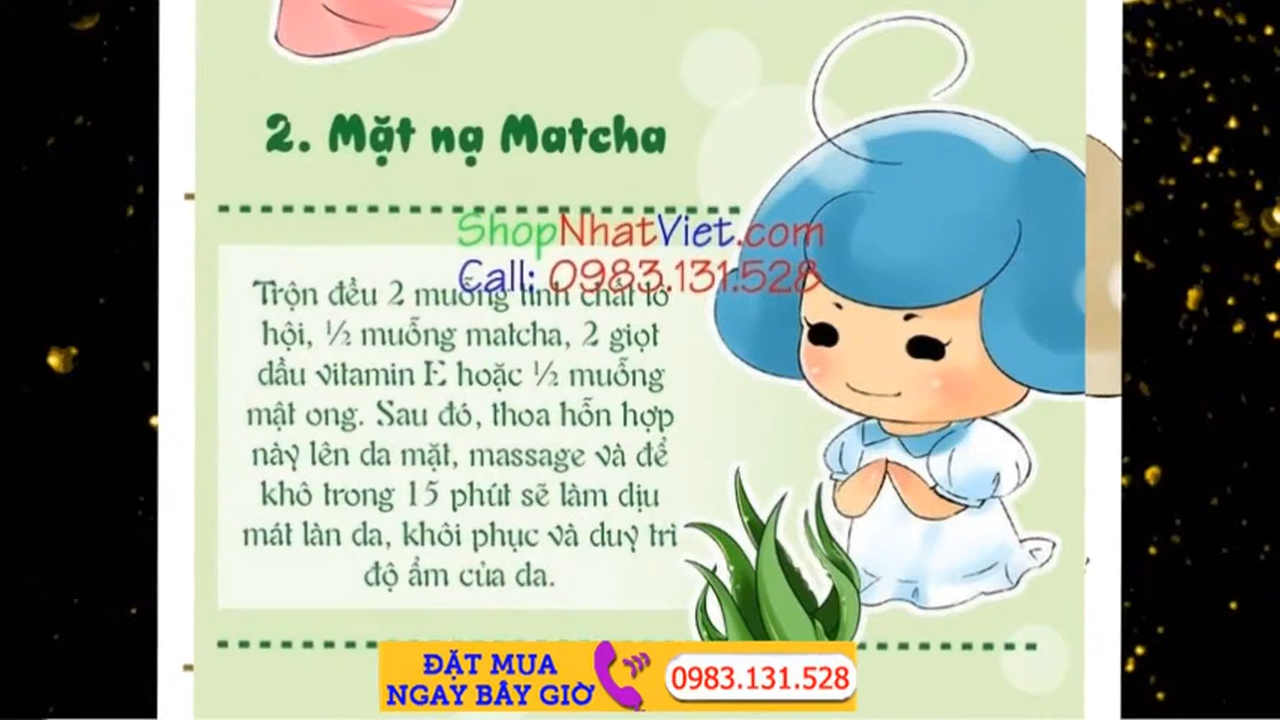 2. Mặt nạ Matcha
ShopNhatViet.com
Call: 0983.131.528
Trộn đều 2 muỗng tinh chất lô
hội, ½ muỗng matcha, 2 giọt
dầu vitamin E hoặc ½ muỗng
mật ong. Sau đó, thoa hỗn hợp
này lên da mặt, massage và để
khô trong 15 phút sẽ làm dịu
mát làn da, khôi phục và duy trì
độ ẩm của da.
ĐẶT MUA
NGAY BÂY GIỜ
0983.131.528